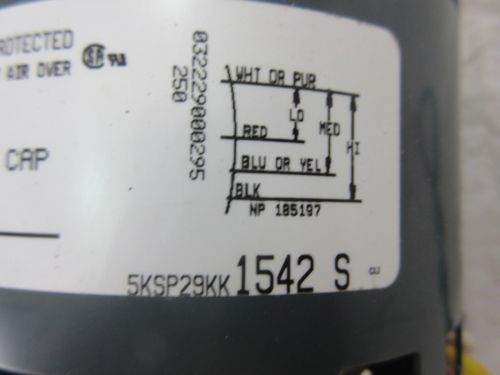 ROTECTED
AIR OVER
CAP
032229000295
250
WHT OR PUR
LO
MED
HI
RED
BLU OR YEL
BLK
NP 185197
5KSP29KK 1542 S